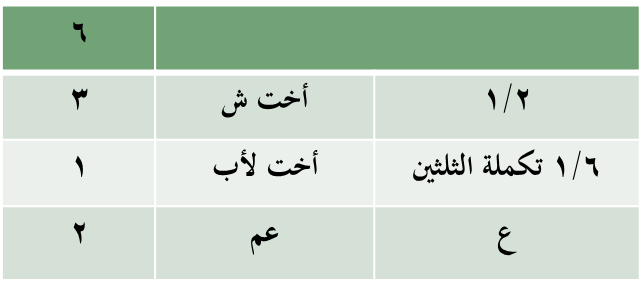 ٦
١/٢ أخت ش ٣
١/٦ تكملة الثلثين أخت لأب ١
ع عم ٢